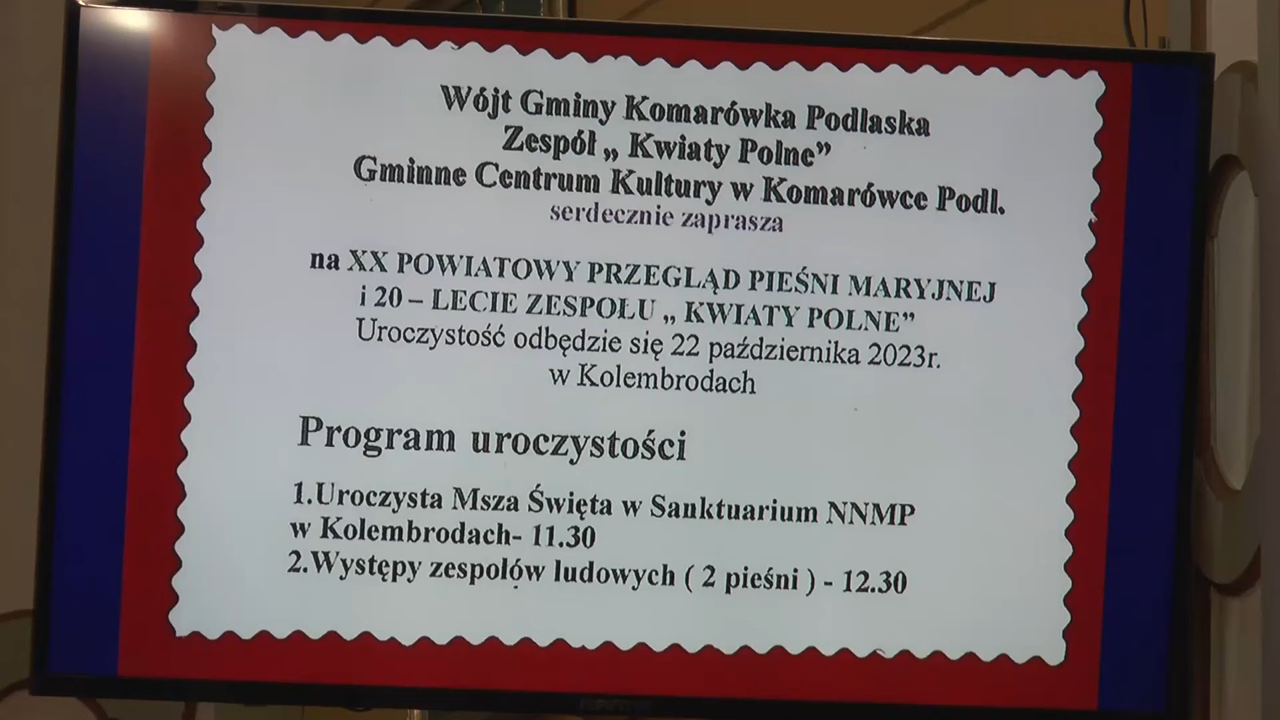 Wójt Gminy Komarówka Podlaska
Zespół „ Kwiaty Polne”
Gminne Centrum Kultury w Komarówce Podl.
serdecznie zaprasza
na XX POWIATOWY PRZEGLĄD PIEŚNI MARYJNEJ
i 20 – LECIE ZESPOŁU „ KWIATY POLNE”
Uroczystość odbędzie się 22 października 2023r.
w Kolembrodach
Program uroczystości
1.Uroczysta Msza Święta w Sanktuarium NNMP
w Kolembrodach- 11.30
2.Występy zespołów ludowych ( 2 pieśni ) - 12.30